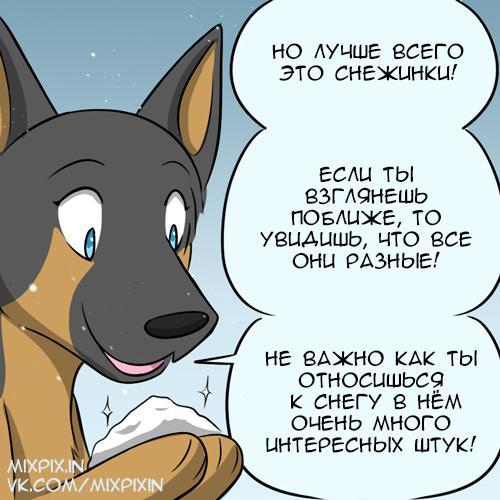 НО ЛУЧШЕ ВСЕГО
ЭТО СНЕЖИНКИ!
ЕСЛИ ТЫ
ВЗГЛЯНЕШЬ
ПОБЛИЖЕ, ТО
УВИДИШЬ, ЧТО ВСЕ
ОНИ РАЗНЫЕ!
НЕ ВАЖНО КАК ТЫ
ОТНОСИШЬСЯ
К СНЕГУ В НЁМ
ОЧЕНЬ МНОГО
ИНТЕРЕСНЫХ ШТУК!
MIXPIX.IN
VK.COM/MIXPIXIN